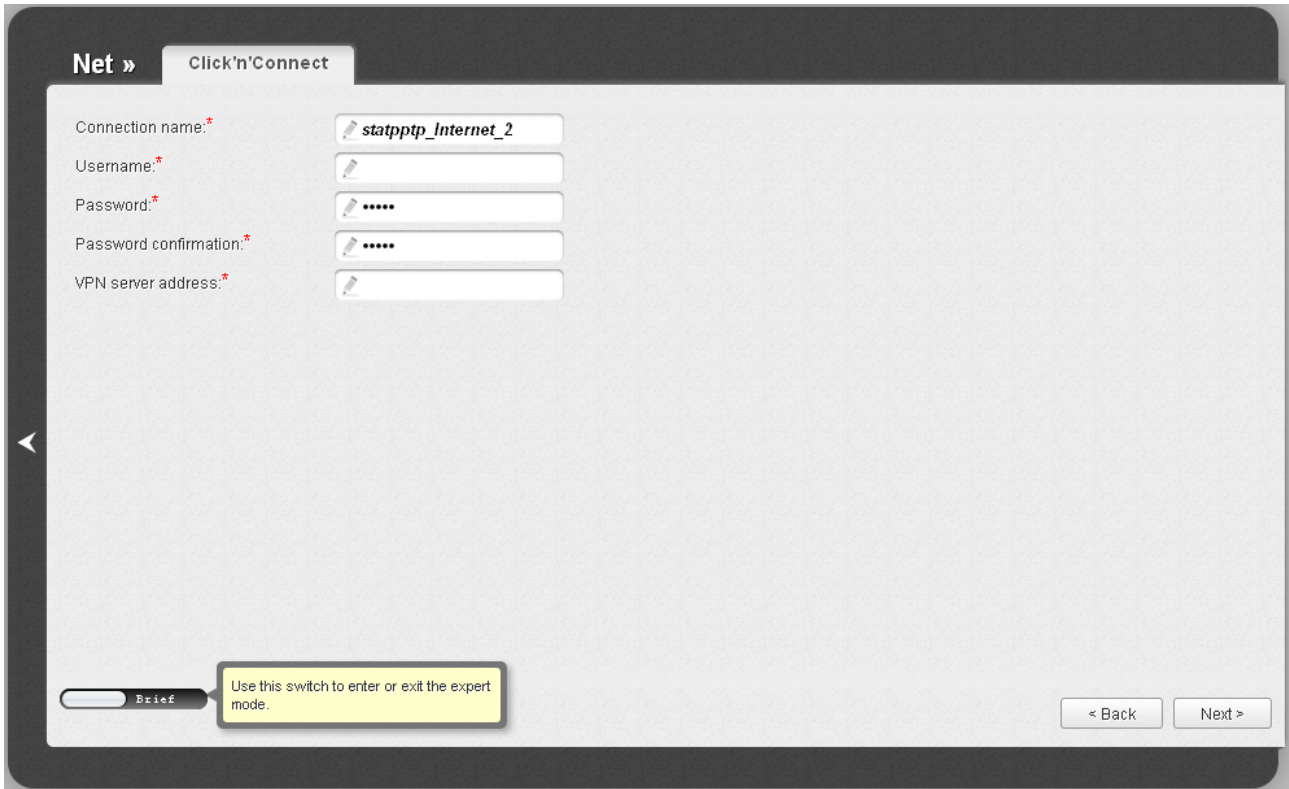 Net »
Click'n'Connect
Connection name:*
statpptp_Internet_2
Username:*
Password:*
•••••
Password confirmation:*
•••••
VPN server address:*
Brief
Use this switch to enter or exit the expert
mode.
< Back
Next >